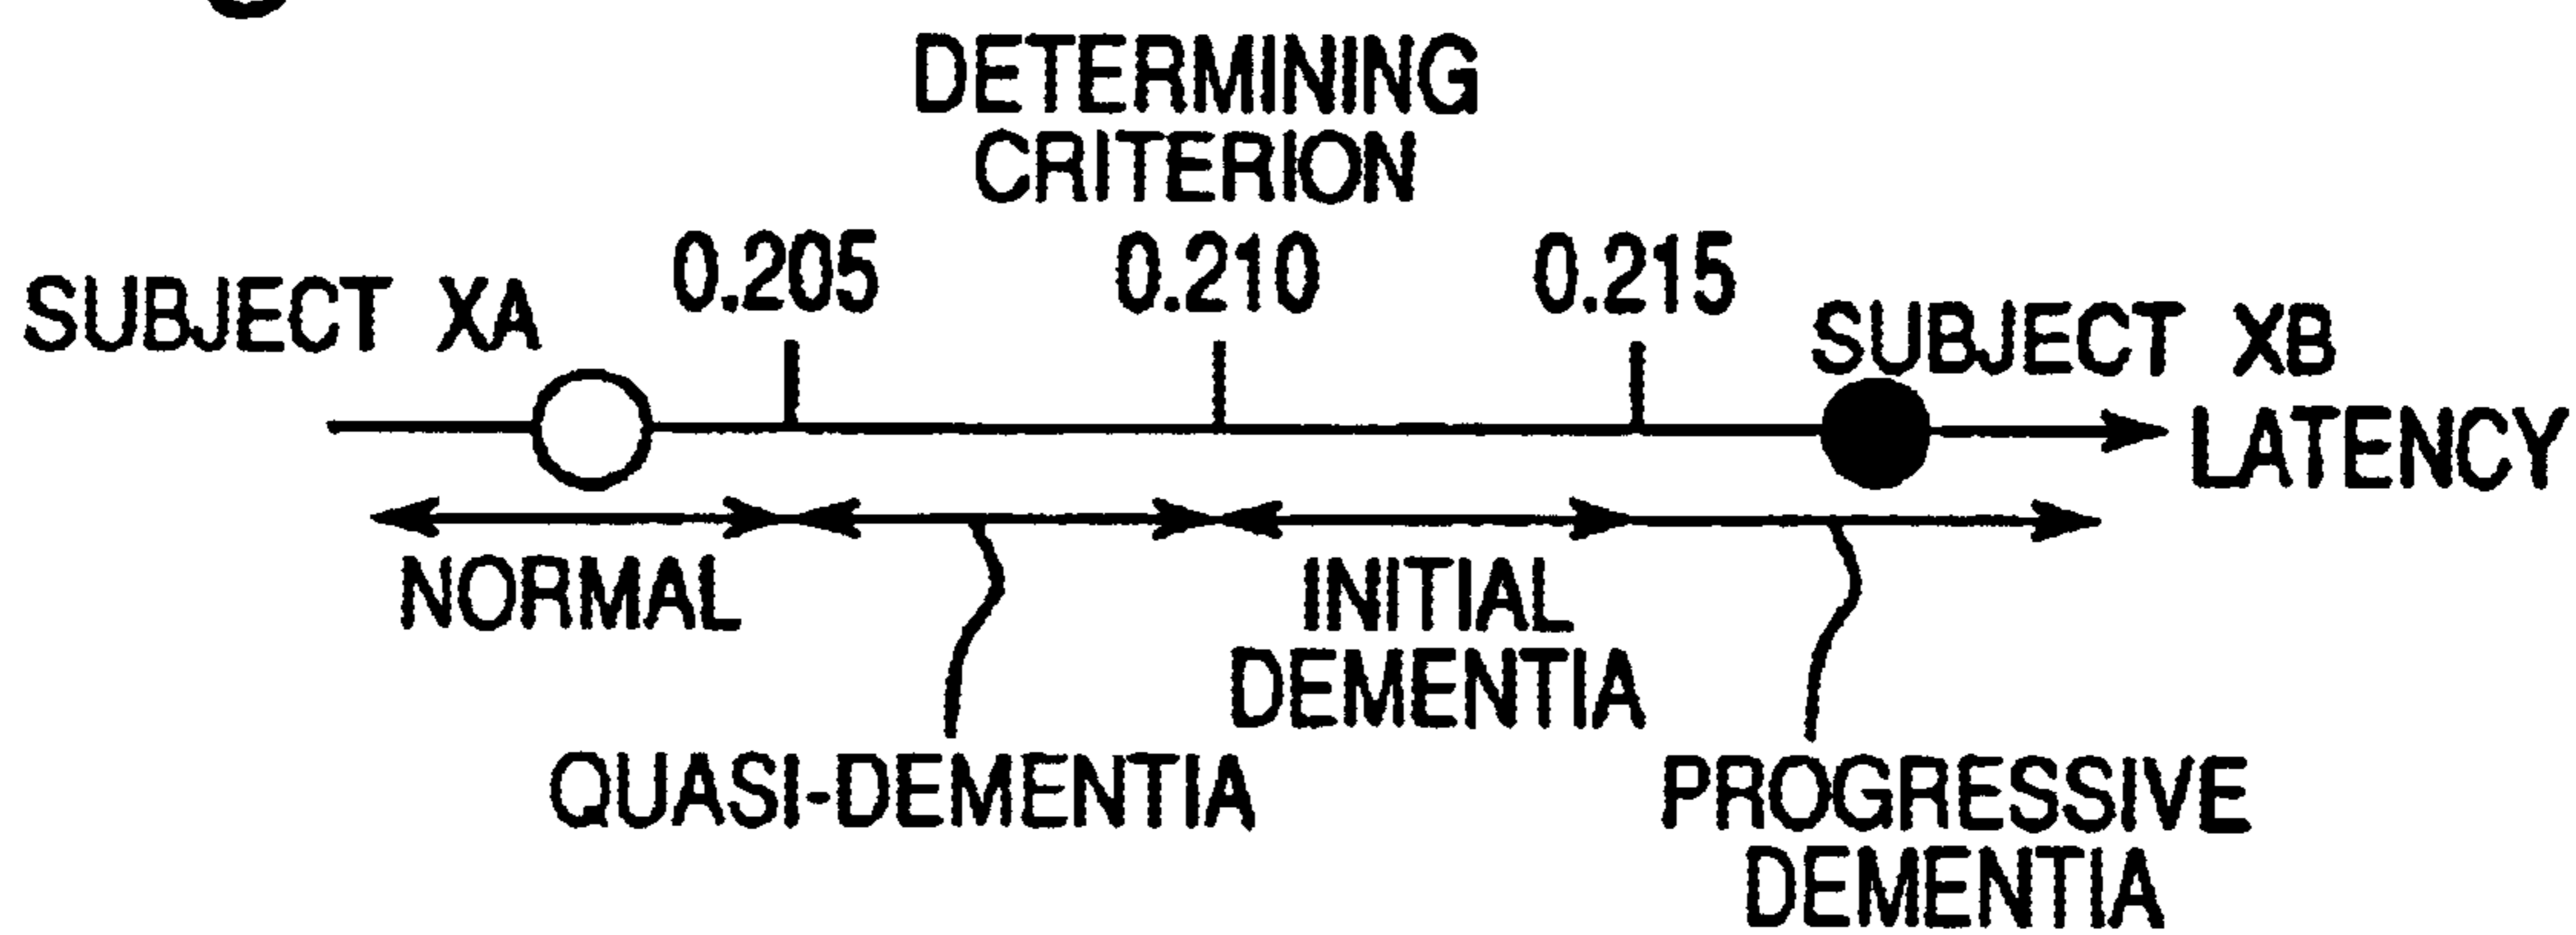 DETERMINING
CRITERION
0.205 0.210 0.215
SUBJECT XA
SUBJECT XB
LATENCY
NORMAL
INITIAL
DEMENTIA
QUASI-DEMENTIA
PROGRESSIVE
DEMENTIA